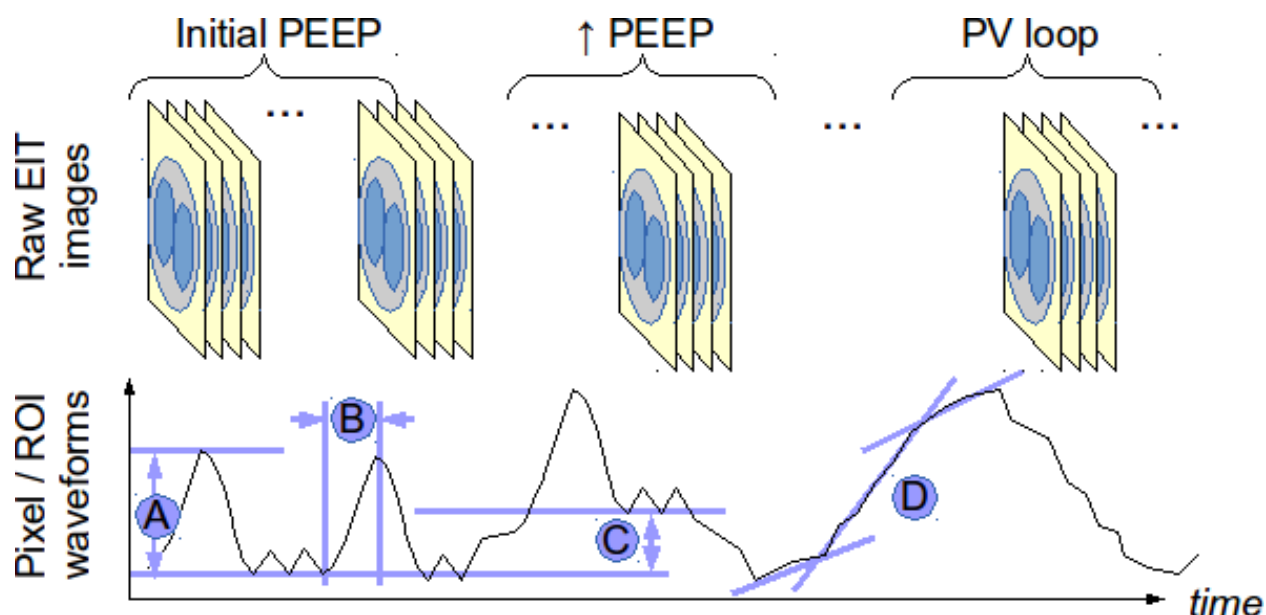 Initial PEEP
↑ PEEP
PV loop
...
...
...
...
Raw EIT
images
Pixel / ROI
waveforms
A
B
C
D
time